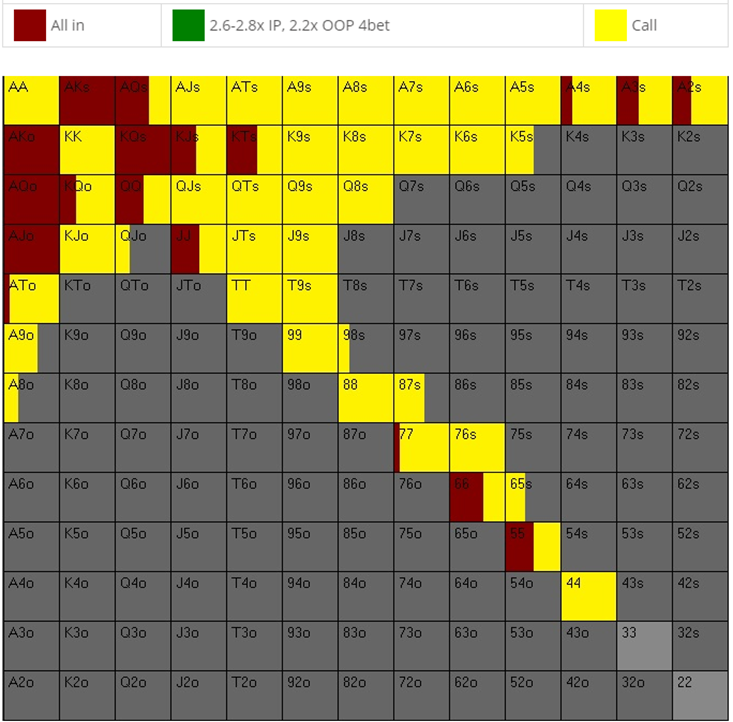 All in 2.6-2.8x IP, 2.2x OOP 4bet Call
AA AKs AQs AJs ATs A9s A8s A7s A6s A5s A4s A3s A2s
AKo KK KQs KJs KTs K9s K8s K7s K6s K5s K4s K3s K2s
AQo KQo QQ QJs QTs Q9s Q8s Q7s Q6s Q5s Q4s Q3s Q2s
AJo KJo QJo JJ JTs J9s J8s J7s J6s J5s J4s J3s J2s
ATo KTo QTo JTo TT T9s T8s T7s T6s T5s T4s T3s T2s
A9o K9o Q9o J9o T9o 99 98s 97s 96s 95s 94s 93s 92s
A8o K8o Q8o J8o T8o 98o 88 87s 86s 85s 84s 83s 82s
A7o K7o Q7o J7o T7o 97o 87o 77 76s 75s 74s 73s 72s
A6o K6o Q6o J6o T6o 96o 86o 76o 66 65s 64s 63s 62s
A5o K5o Q5o J5o T5o 95o 85o 75o 65o 55 54s 53s 52s
A4o K4o Q4o J4o T4o 94o 84o 74o 64o 54o 44 43s 42s
A3o K3o Q3o J3o T3o 93o 83o 73o 63o 53o 43o 33 32s
A2o K2o Q2o J2o T2o 92o 82o 72o 62o 52o 42o 32o 22